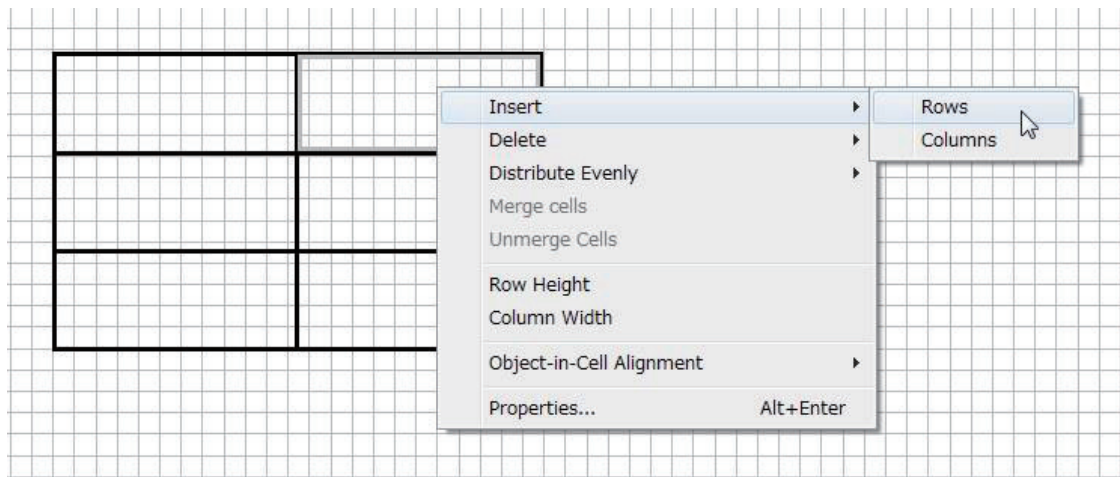 Insert
Rows
Delete
Columns
Distribute Evenly
Merge cells
Unmerge Cells
Row Height
Column Width
Object-in-Cell Alignment
Properties... Alt+Enter